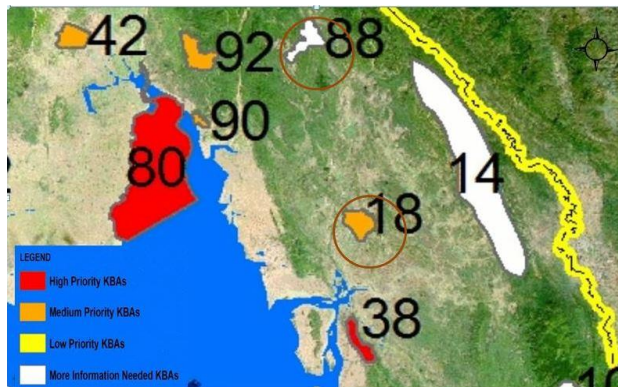 42
92
88
90
80
14
18
38
LEGEND
High Priority KBAs
Medium Priority KBAs
Low Priority KBAs
More Information Needed KBAs